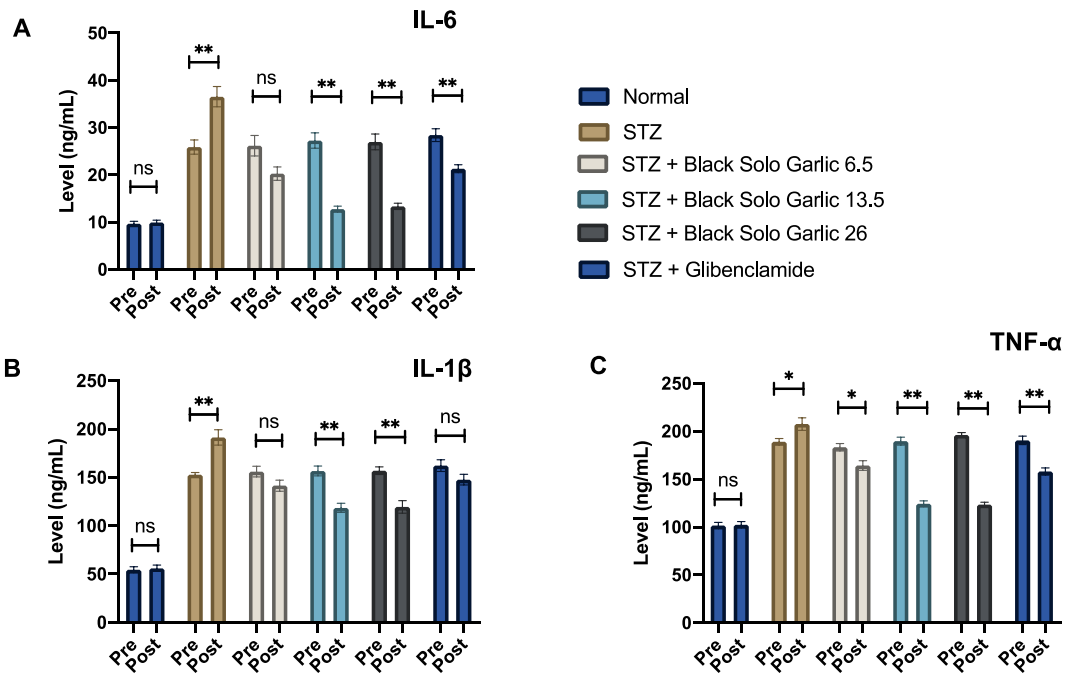 A
IL-6
Level (ng/mL)
50
40
30
20
10
0
ns
**
ns
**
**
**
Pre
Post
Pre
Post
Pre
Post
Pre
Post
Pre
Post
Pre
Post
Normal
STZ
STZ + Black Solo Garlic 6.5
STZ + Black Solo Garlic 13.5
STZ + Black Solo Garlic 26
STZ + Glibenclamide
B
IL-1β
Level (ng/mL)
250
200
150
100
50
0
ns
**
ns
**
**
ns
Pre
Post
Pre
Post
Pre
Post
Pre
Post
Pre
Post
Pre
Post
C
TNF-α
Level (ng/mL)
250
200
150
100
50
0
ns
*
*
**
**
**
Pre
Post
Pre
Post
Pre
Post
Pre
Post
Pre
Post
Pre
Post